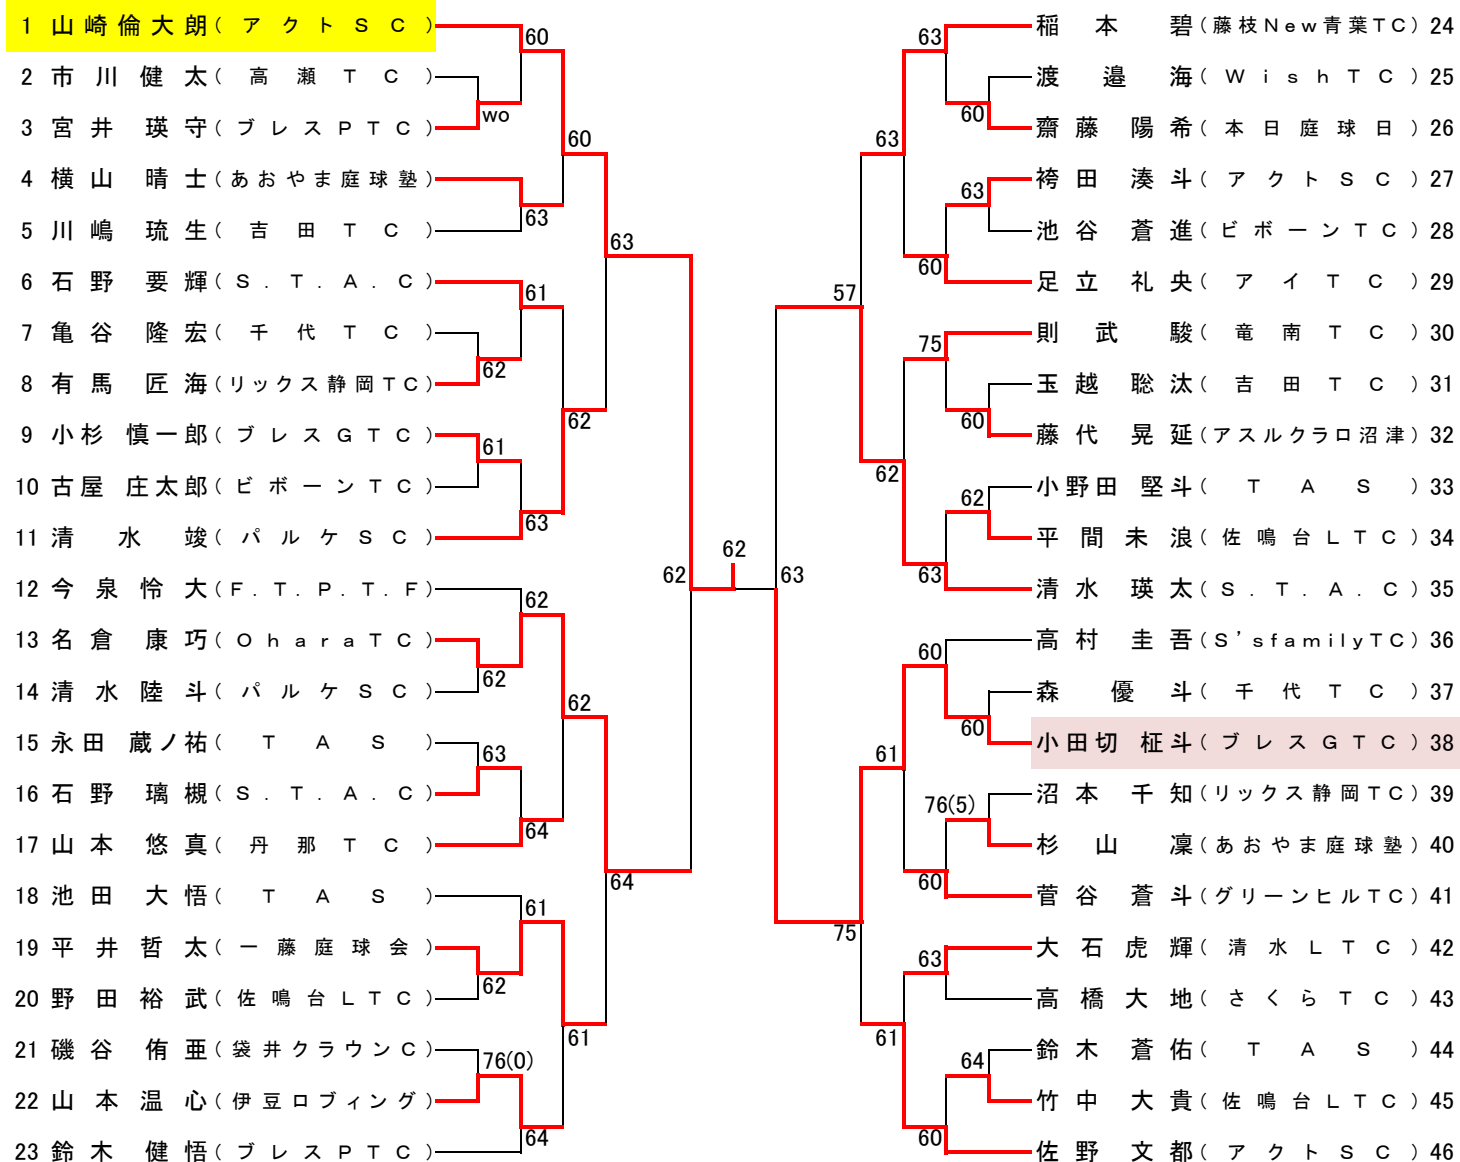 1 山崎倫大朗(アクトSC)
60
2 市川健太(高瀬TC)
wo
3 宮井瑛守(ブレスPTC)
60
4 横山晴士(あおやま庭球塾)
63
5 川嶋琉生(吉田TC)
63
6 石野要輝(S.T.A.C)
61
7 亀谷隆宏(千代TC)
62
8 有馬匠海(リックス静岡TC)
62
9 小杉慎一郎(ブレスGTC)
61
10 古屋庄太郎(ビボーンTC)
63
11 清水竣(パルケSC)
62
62
12 今泉怜大(F.T.P.T.F)
62
13 名倉康巧(OharaTC)
62
14 清水陸斗(パルケSC)
62
15 永田蔵ノ祐(TAS)
63
16 石野璃槻(S.T.A.C)
64
17 山本悠真(丹那TC)
64
18 池田大悟(TAS)
61
19 平井哲太(一藤庭球会)
62
20 野田裕武(佐鳴台LTC)
61
21 磯谷侑亜(袋井クラウンC)
76(0)
22 山本温心(伊豆ロブィング)
64
23 鈴木健悟(ブレスPTC)
稲本碧(藤枝New青葉TC) 24
63
渡邉海(WishTC) 25
60
齋藤陽希(本日庭球日) 26
63
袴田湊斗(アクトSC) 27
63
池谷蒼進(ビボーンTC) 28
60
足立礼央(アイTC) 29
57
則武駿(竜南TC) 30
75
玉越聡汰(吉田TC) 31
60
藤代晃延(アスルクラロ沼津) 32
62
小野田堅斗(TAS) 33
62
平間未浪(佐鳴台LTC) 34
63
清水瑛太(S.T.A.C) 35
63
高村圭吾(S'sfamilyTC) 36
60
森優斗(千代TC) 37
60
小田切柾斗(ブレスGTC) 38
61
沼本千知(リックス静岡TC) 39
76(5)
杉山凜(あおやま庭球塾) 40
60
菅谷蒼斗(グリーンヒルTC) 41
75
大石虎輝(清水LTC) 42
63
高橋大地(さくらTC) 43
61
鈴木蒼佑(TAS) 44
64
竹中大貴(佐鳴台LTC) 45
60
佐野文都(アクトSC) 46